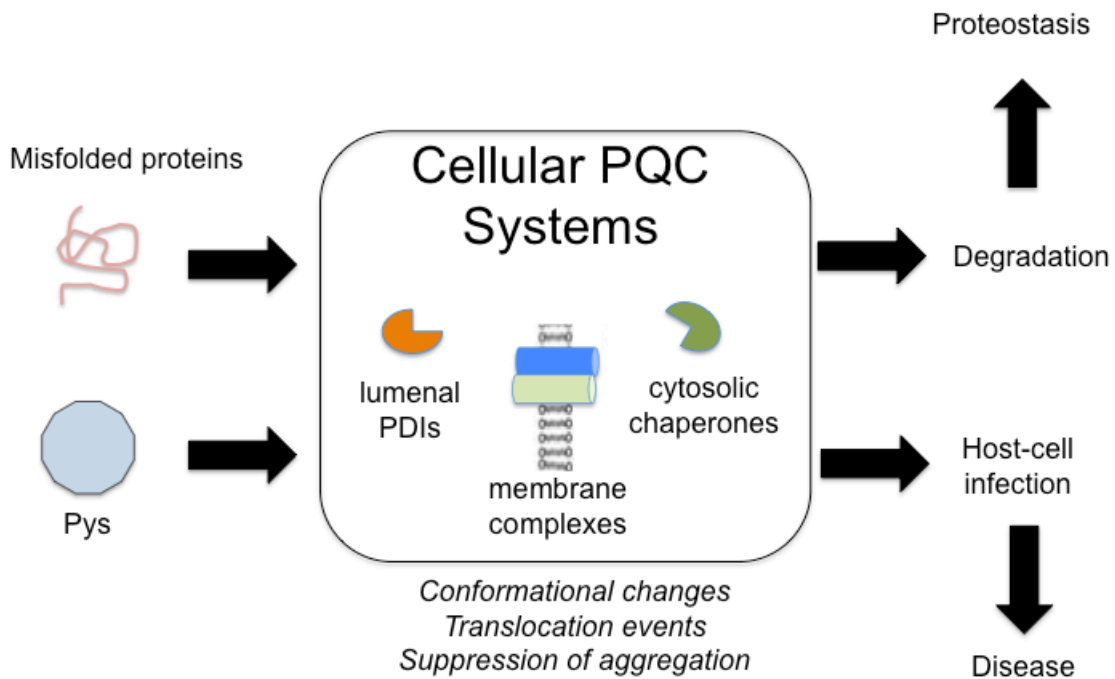 Proteostasis
Misfolded proteins
Cellular PQC
Systems
Degradation
lumenal
PDIs
cytosolic
chaperones
membrane
complexes
Pys
Host-cell
infection
Conformational changes
Translocation events
Suppression of aggregation
Disease